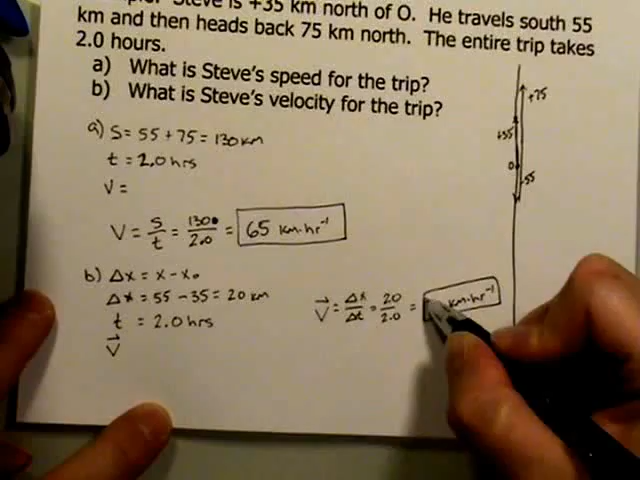 Steve is +35 km north of O. He travels south 55
km and then heads back 75 km north. The entire trip takes
2.0 hours.
a) What is Steve's speed for the trip?
b) What is Steve's velocity for the trip?
a) S = 55 + 75 = 130 km
t = 2.0 hrs
V =
V = s/t = 130/2.0 = 65 km·hr⁻¹
b) Δx = x - x₀
Δx = 55 - 35 = 20 km
t = 2.0 hrs
V⃗
V⃗ = Δx/Δt = 20/2.0 = km·hr⁻¹
+75
+35
0
-55